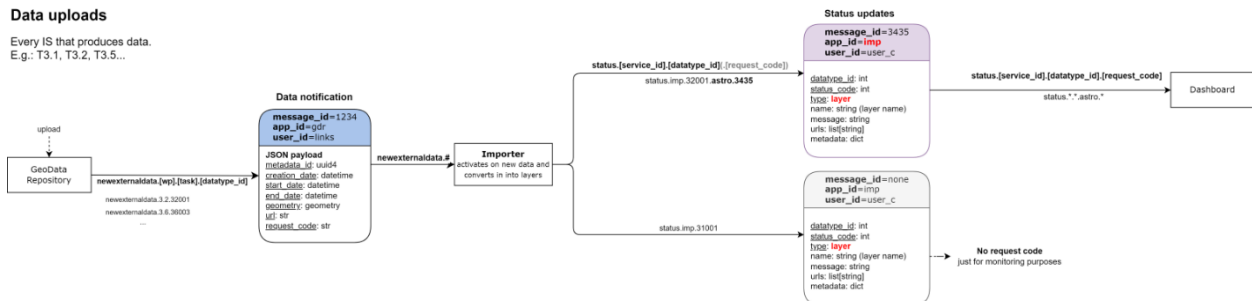 Data uploads
Every IS that produces data.
E.g.: T3.1, T3.2, T3.5...
upload
GeoData
Repository
newexternaldata.[wp].[task].[datatype_id]
newexternaldata.3.2.32001
newexternaldata.3.6.36003
...
Data notification
message_id=1234
app_id=gdr
user_id=links
JSON payload
metadata_id: uuid4
creation_date: datetime
start_date: datetime
end_date: datetime
geometry: geometry
url: str
request_code: str
newexternaldata.#
Importer
activates on new data and
converts in into layers
status.[service_id].[datatype_id](.[request_code])
status.imp.32001.astro.3435
status.imp.31001
Status updates
message_id=3435
app_id=imp
user_id=user_c
datatype_id: int
status_code: int
type: layer
name: string (layer name)
message: string
urls: list[string]
metadata: dict
status.[service_id].[datatype_id].[request_code]
status.*.*.astro.*
Dashboard
message_id=none
app_id=imp
user_id=user_c
datatype_id: int
status_code: int
type: layer
name: string (layer name)
message: string
urls: list[string]
metadata: dict
No request code
just for monitoring purposes